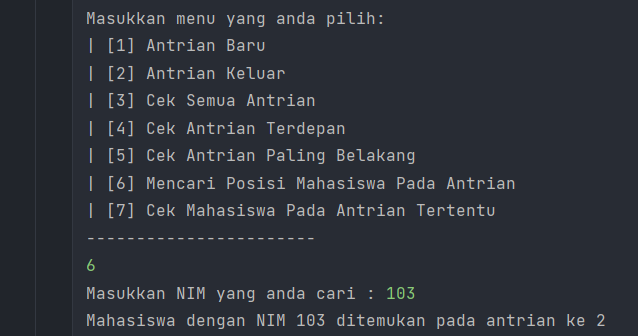 Masukkan menu yang anda pilih:
| [1] Antrian Baru
| [2] Antrian Keluar
| [3] Cek Semua Antrian
| [4] Cek Antrian Terdepan
| [5] Cek Antrian Paling Belakang
| [6] Mencari Posisi Mahasiswa Pada Antrian
| [7] Cek Mahasiswa Pada Antrian Tertentu
-----------------------
6
Masukkan NIM yang anda cari : 103
Mahasiswa dengan NIM 103 ditemukan pada antrian ke 2